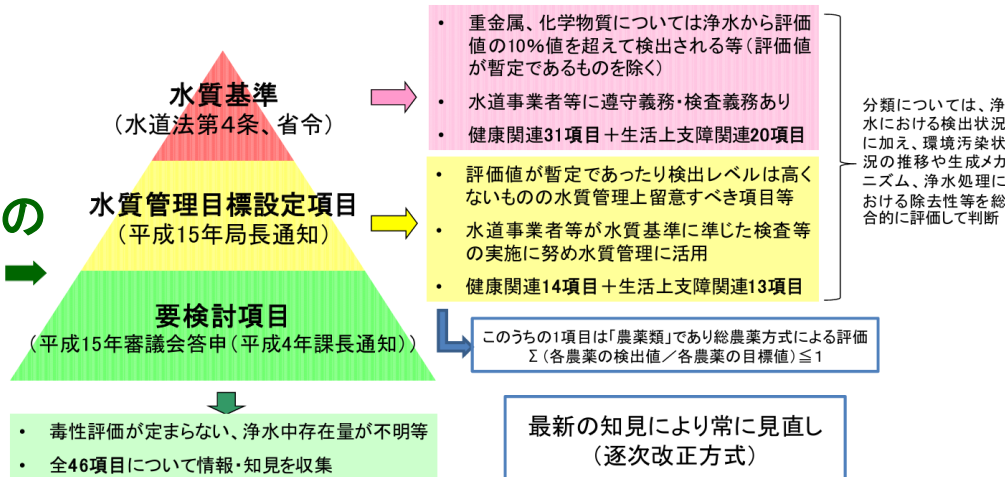 水質基準
（水道法第４条、省令）
水質管理目標設定項目
（平成15年局長通知）
の
要検討項目
（平成15年審議会答申（平成4年課長通知））
・ 重金属、化学物質については浄水から評価
値の10％値を超えて検出される等（評価値
が暫定であるものを除く）
・ 水道事業者等に遵守義務・検査義務あり
・ 健康関連31項目＋生活上支障関連20項目
・ 評価値が暫定であったり検出レベルは高く
ないものの水質管理上留意すべき項目等
・ 水道事業者等が水質基準に準じた検査等
の実施に努め水質管理に活用
・ 健康関連14項目＋生活上支障関連13項目
分類については、浄
水における検出状況
に加え、環境汚染状
況の推移や生成メカ
ニズム、浄水処理に
おける除去性等を総
合的に評価して判断
このうちの1項目は「農薬類」であり総農薬方式による評価
Σ（各農薬の検出値／各農薬の目標値）≦１
・ 毒性評価が定まらない、浄水中存在量が不明等
・ 全46項目について情報・知見を収集
最新の知見により常に見直し
（逐次改正方式）